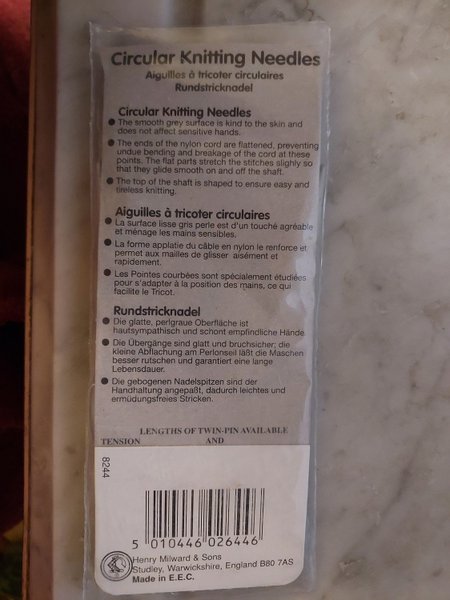 Circular Knitting Needles
Aiguilles à tricoter circulaires
Rundstricknadel
Circular Knitting Needles
● The smooth grey surface is kind to the skin and
does not affect sensitive hands.
● The ends of the nylon cord are flattened, preventing
undue bending and breakage of the cord at these
points. The flat parts stretch the stitches slighly so
that they glide smooth on and off the shaft.
● The top of the shaft is shaped to ensure easy and
tireless knitting.
Aiguilles à tricoter circulaires
● La surface lisse gris perle est d'un touché agréable
et ménage les mains sensibles.
● La forme applatie du câble en nylon le renforce et
permet aux mailles de glisser aisément et
rapidement.
● Les Pointes courbées sont spécialement étudiées
pour s'adapter à la position des mains, ce qui
facilite le Tricot.
Rundstricknadel
● Die glatte, perlgraue Oberfläche ist
hautsympathisch und schont empfindliche Hände
● Die Übergänge sind glatt und bruchsicher; die
kleine Abflachung am Perlonseil läßt die Maschen
besser rutschen und garantiert eine lange
Lebensdauer.
● Die gebogenen Nadelspitzen sind der
Handhaltung angepaßt, dadurch leichtes und
ermüdungsfreies Stricken.
LENGTHS OF TWIN-PIN AVAILABLE
TENSION AND
8244
5 010446 026446
Henry Milward & Sons
Studley, Warwickshire, England B80 7AS
Made in E.E.C.